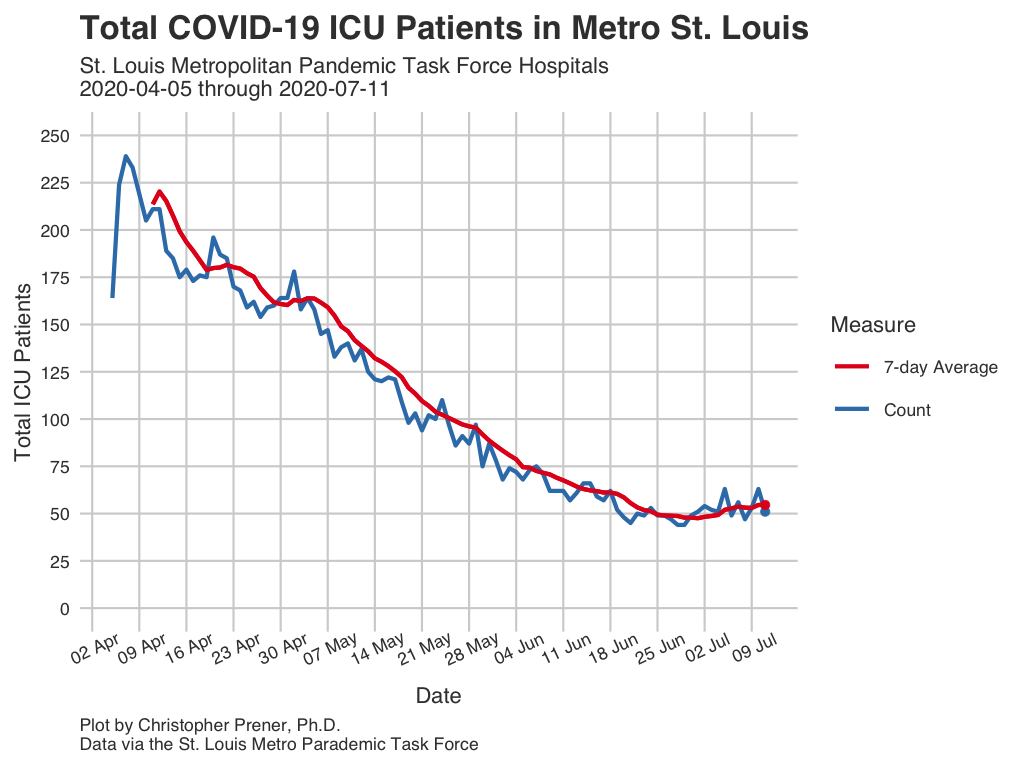 Total COVID-19 ICU Patients in Metro St. Louis
St. Louis Metropolitan Pandemic Task Force Hospitals
2020-04-05 through 2020-07-11
Total ICU Patients
250
225
200
175
150
125
100
75
50
25
0
02 Apr
09 Apr
16 Apr
23 Apr
30 Apr
07 May
14 May
21 May
28 May
04 Jun
11 Jun
18 Jun
25 Jun
02 Jul
09 Jul
Date
Measure
7-day Average
Count
Plot by Christopher Prener, Ph.D.
Data via the St. Louis Metro Parademic Task Force